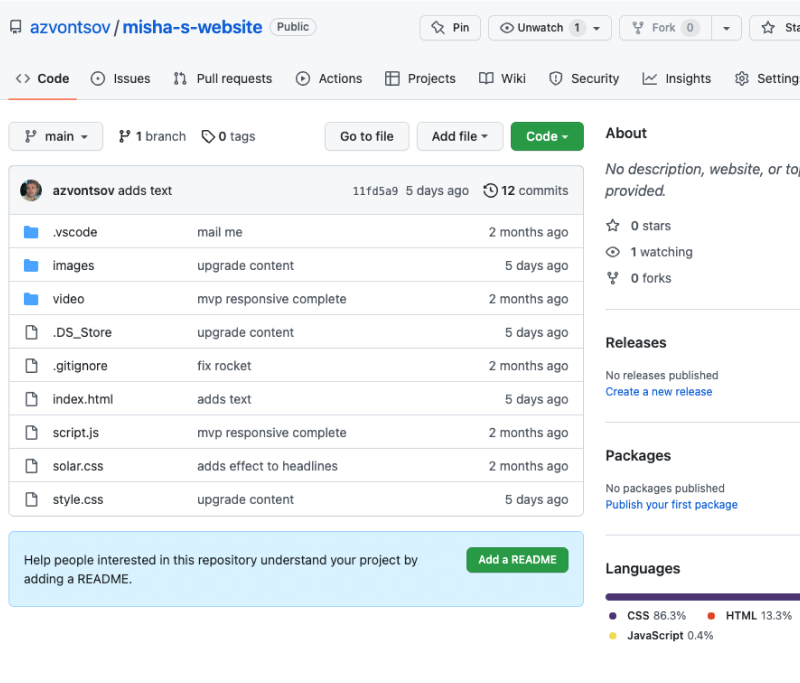 azvontsov / misha-s-website Public
Pin
Unwatch 1
Fork 0
<> Code
Issues
Pull requests
Actions
Projects
Wiki
Security
Insights
main
1 branch
0 tags
Go to file
Add file
Code
azvontsov adds text 11fd5a9 5 days ago 12 commits
.vscode mail me 2 months ago
images upgrade content 5 days ago
video mvp responsive complete 2 months ago
.DS_Store upgrade content 5 days ago
.gitignore fix rocket 2 months ago
index.html adds text 5 days ago
script.js mvp responsive complete 2 months ago
solar.css adds effect to headlines 2 months ago
style.css upgrade content 5 days ago
Help people interested in this repository understand your project by
adding a README.
Add a README
About
No description, website, or
provided.
0 stars
1 watching
0 forks
Releases
No releases published
Create a new release
Packages
No packages published
Publish your first package
Languages
CSS 86.3% HTML 13.3%
JavaScript 0.4%